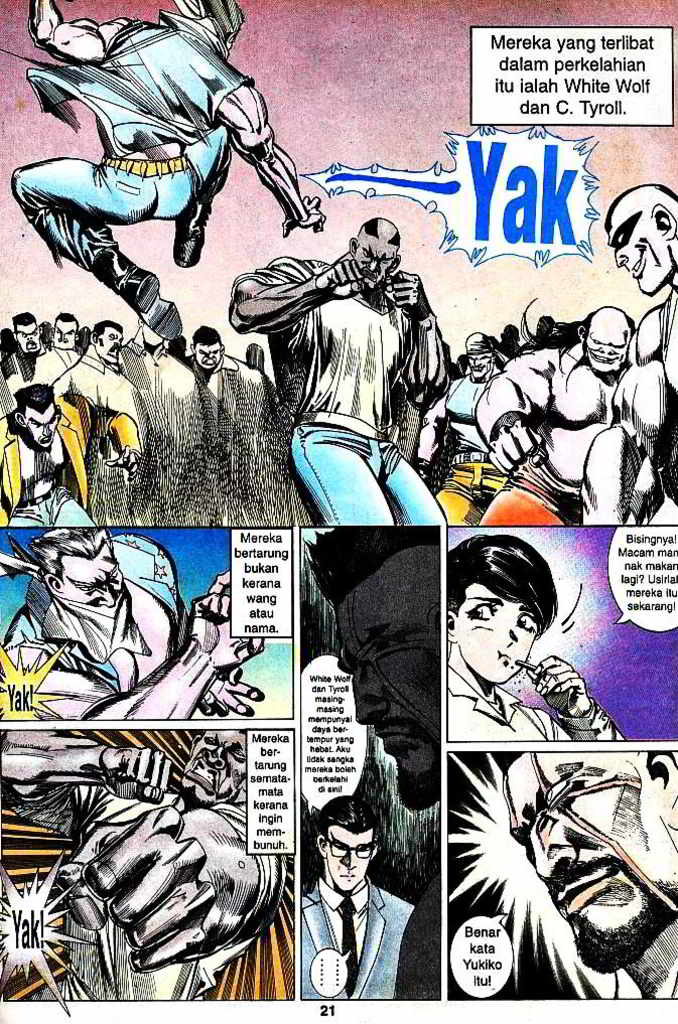 Mereka yang terlibat
dalam perkelahian
itu ialah White Wolf
dan C. Tyroll.
Yak
Mereka
bertarung
bukan
kerana
wang
atau
nama.
Yak!
Mereka
ber-
tarung
semata-
mata
kerana
ingin
mem-
bunuh.
Yak!
White Wolf
dan Tyroll
masing-
masing
mempunyai
daya ber-
tempur yang
hebat. Aku
tak sangka
mereka boleh
berkelahi
di sini!
Bisingnya!
Macam man
nak makan
lagi? Usirlah
mereka itu
sekarang!
Benar
kata
Yukiko
itu!
21